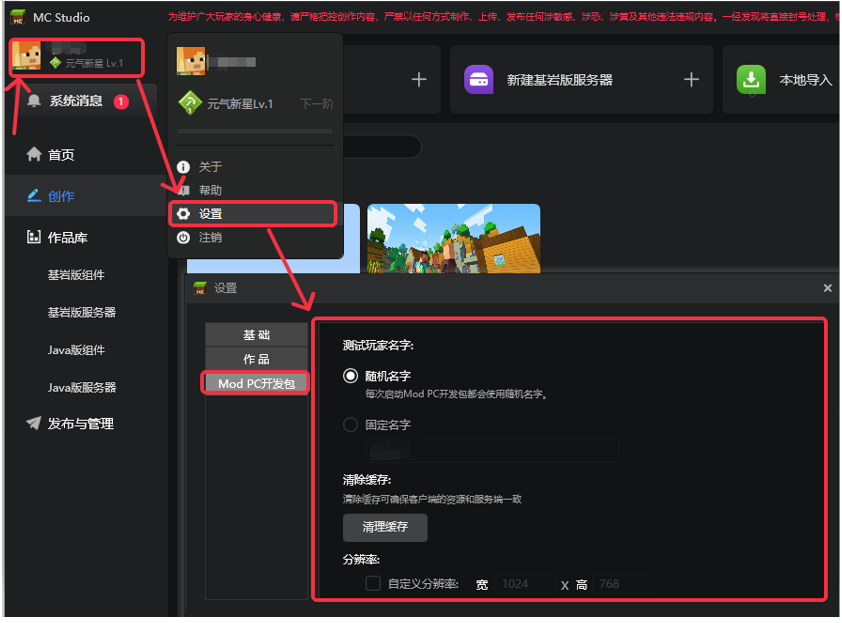 MC Studio
为维护广大玩家的身心健康，请严格把控创作内容，严禁以任何方式制作、上传、发布任何涉敏感、涉恐、涉黄及其他违法违规内容。一经发现将直接封号处理，
元气新星 Lv.1
系统消息 1
首页
创作
作品库
基岩版组件
基岩版服务器
Java版组件
Java版服务器
发布与管理
元气新星Lv.1 下一阶
关于
帮助
设置
注销
新建基岩版服务器
本地导入
设置
基 础
作 品
Mod PC开发包
测试玩家名字:
随机名字
每次启动Mod PC开发包都会使用随机名字。
固定名字
清除缓存:
清除缓存可确保客户端的资源和服务端一致
清理缓存
分辨率:
自定义分辨率: 宽 1024 X 高 768